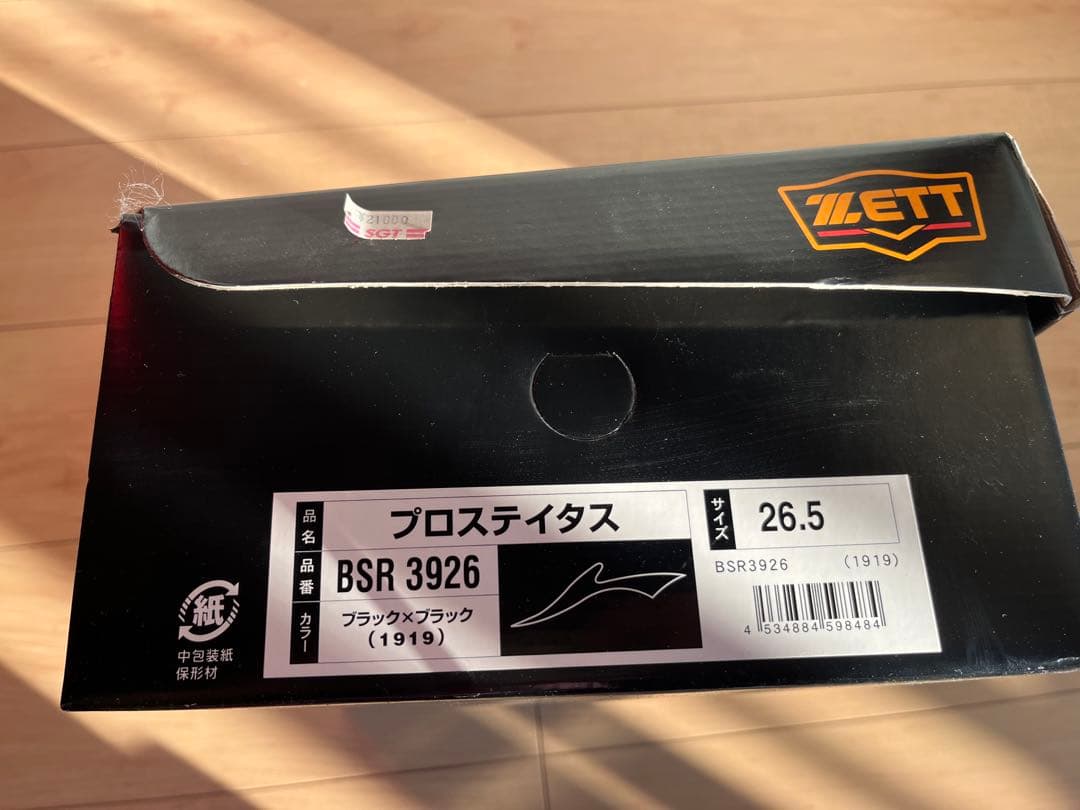 ¥21000
SGT
ZETT
品名
プロステイタス
サイズ
26.5
品番
BSR 3926
カラー
ブラック×ブラック
(1919)
BSR3926 (1919)
4 534884 598484
紙
中包装紙
保形材